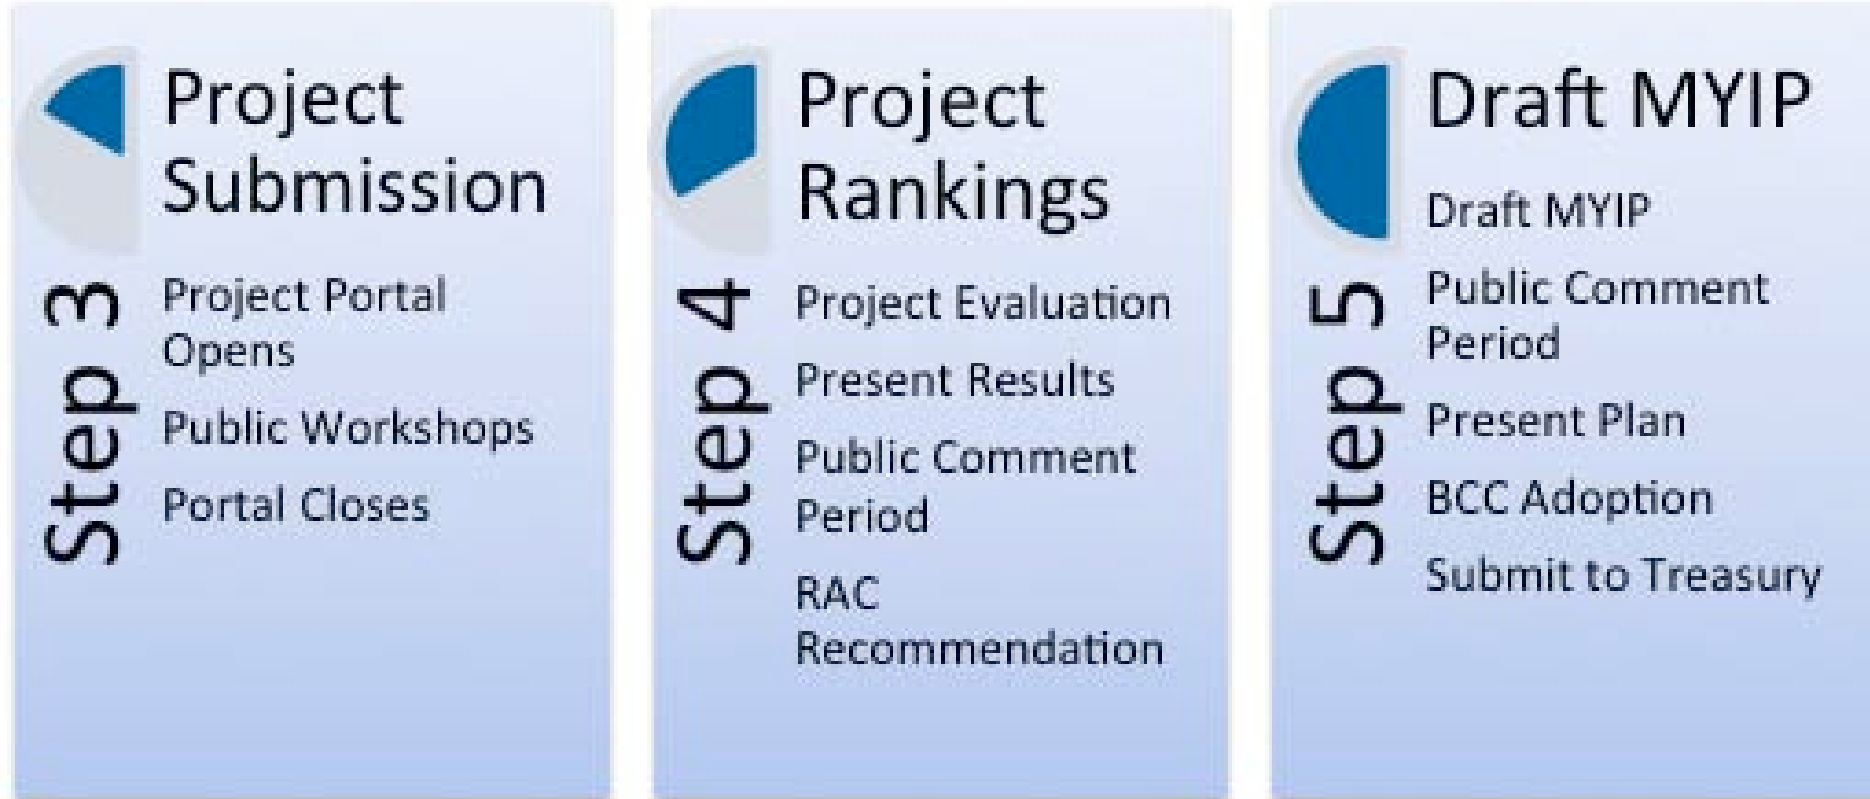 Step 3
Project
Submission
Project Portal
Opens
Public Workshops
Portal Closes
Step 4
Project
Rankings
Project Evaluation
Present Results
Public Comment
Period
RAC
Recommendation
Step 5
Draft MYIP
Draft MYIP
Public Comment
Period
Present Plan
BCC Adoption
Submit to Treasury